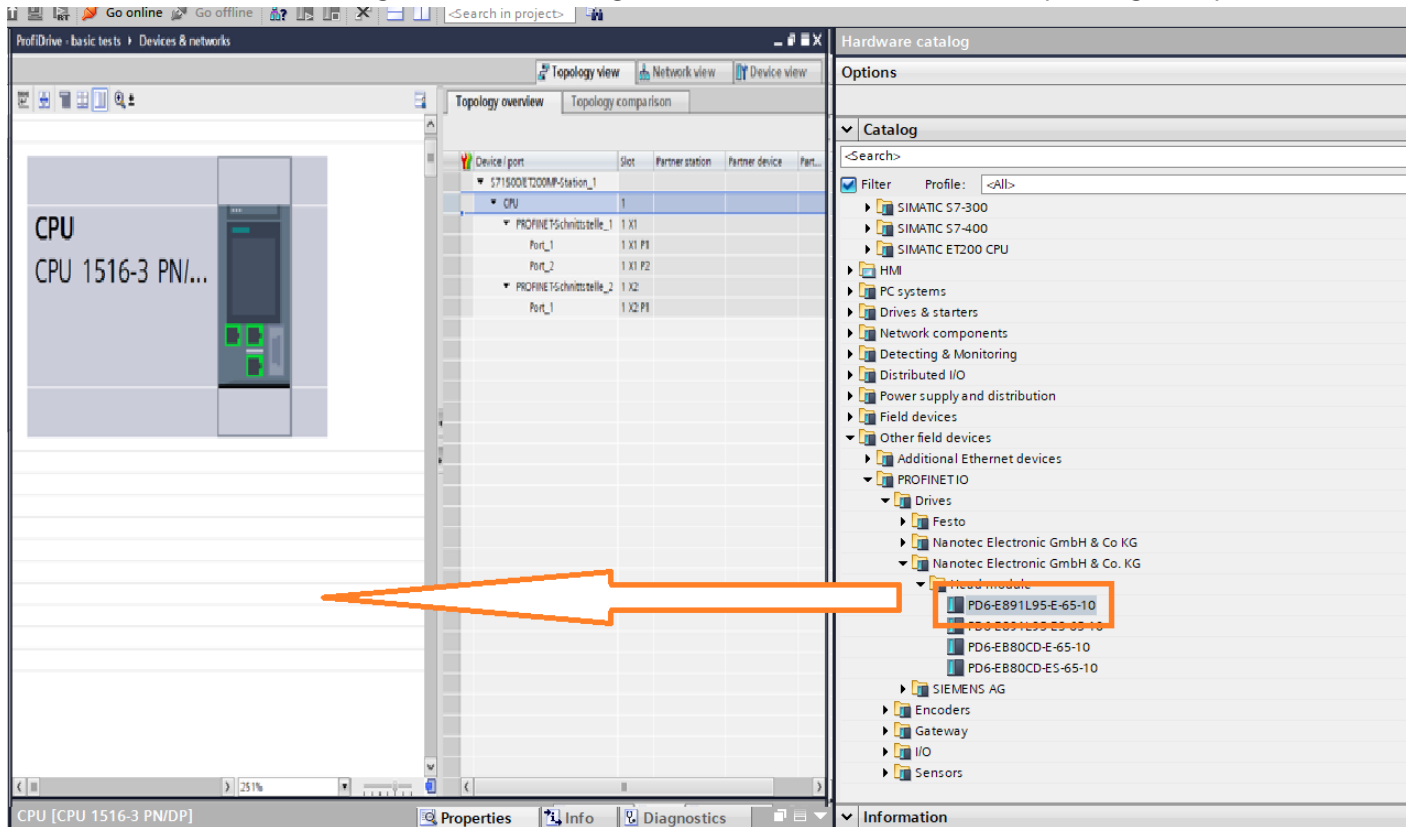 Go online Go offline <Search in project>
ProfiDrive - basic tests Devices & networks
Topology view Network view Device view
Topology overview Topology comparison
Device / port Slot Partner station Partner device Part...
S71500/ET200MP-Station_1
CPU 1
PROFINET-Schnittstelle_1 1 X1
Port_1 1 X1 P1
Port_2 1 X1 P2
PROFINET-Schnittstelle_2 1 X2
Port_1 1 X2 P1
CPU
CPU 1516-3 PN/...
251%
CPU [CPU 1516-3 PN/DP]
Properties Info Diagnostics
Hardware catalog
Options
Catalog
<Search>
Filter Profile: <All>
SIMATIC S7-300
SIMATIC S7-400
SIMATIC ET200 CPU
HMI
PC systems
Drives & starters
Network components
Detecting & Monitoring
Distributed I/O
Power supply and distribution
Field devices
Other field devices
Additional Ethernet devices
PROFINET IO
Drives
Festo
Nanotec Electronic GmbH & Co KG
Nanotec Electronic GmbH & Co. KG
Head module
PD6-E891L95-E-65-10
PD6-E891L95-ES-65-10
PD6-EB80CD-E-65-10
PD6-EB80CD-ES-65-10
SIEMENS AG
Encoders
Gateway
I/O
Sensors
Information